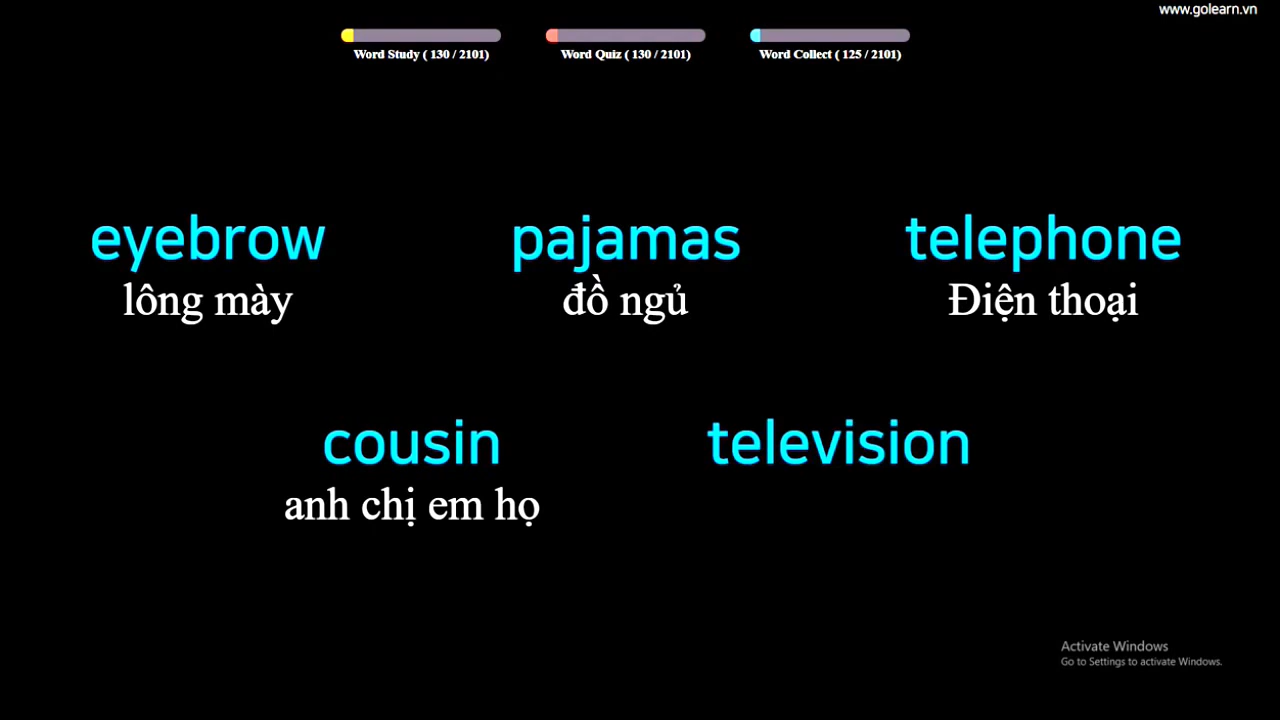 www.golearn.vn
Word Study ( 130 / 2101) Word Quiz ( 130 / 2101) Word Collect ( 125 / 2101)
eyebrow pajamas telephone
lông mày đồ ngủ Điện thoại
cousin television
anh chị em họ
Activate Windows
Go to Settings to activate Windows.